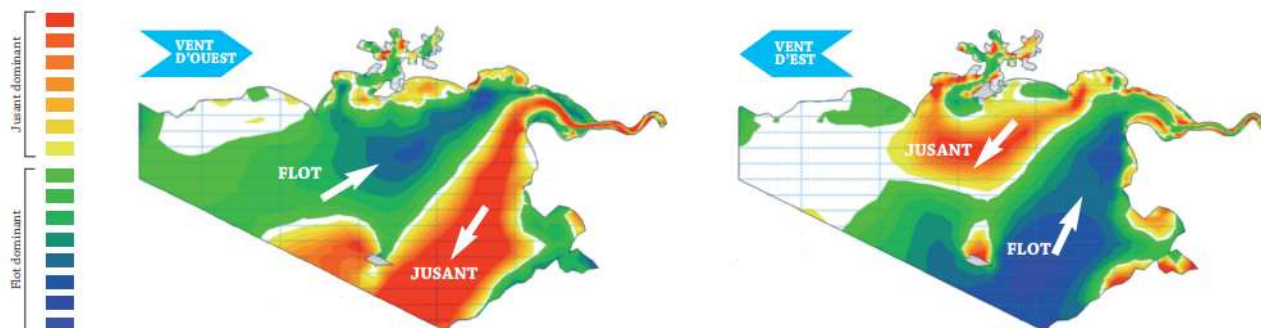 Jusant dominant
Flot dominant
VENT
D'OUEST
FLOT
JUSANT
VENT
D'EST
JUSANT
FLOT